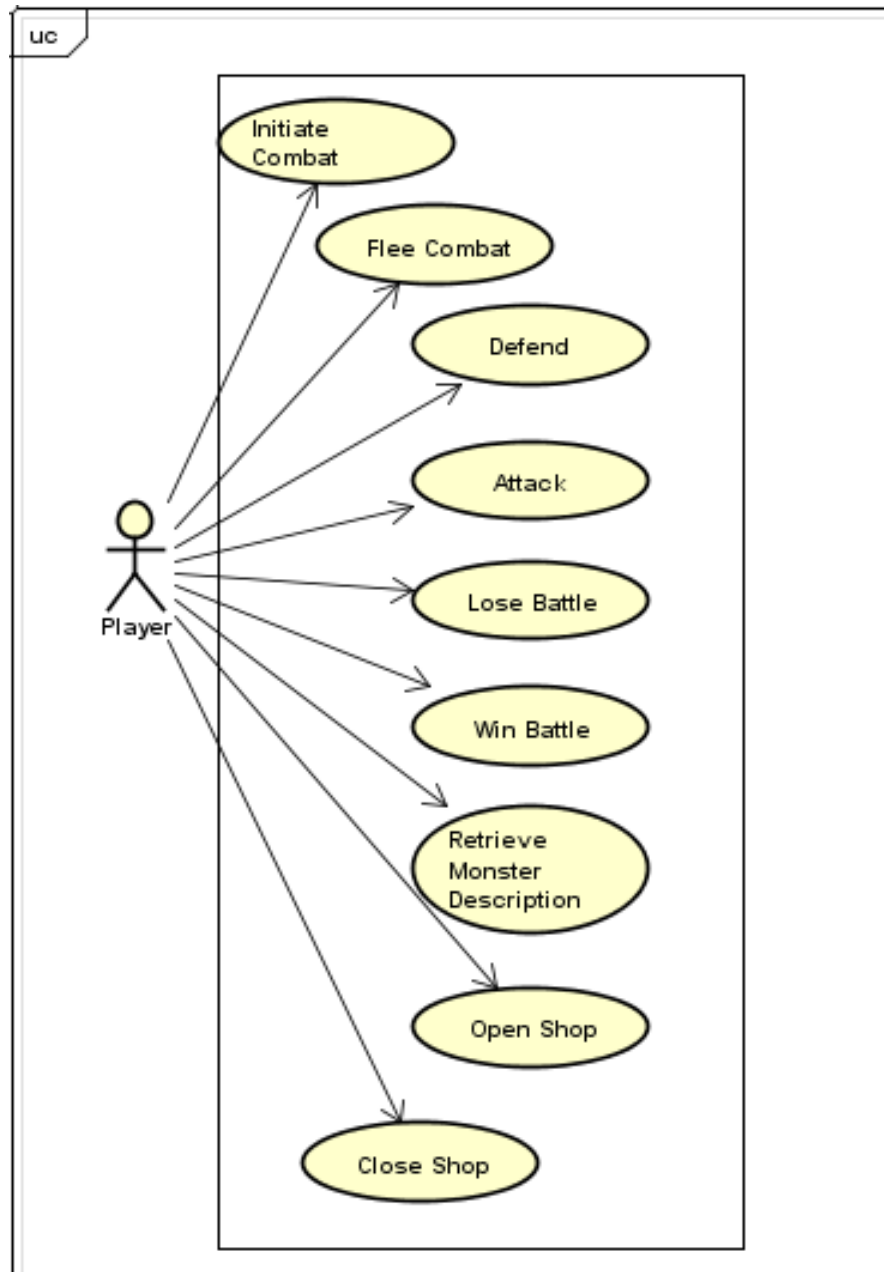 uc
Initiate
Combat
Flee Combat
Defend
Attack
Lose Battle
Player
Win Battle
Retrieve
Monster
Description
Open Shop
Close Shop